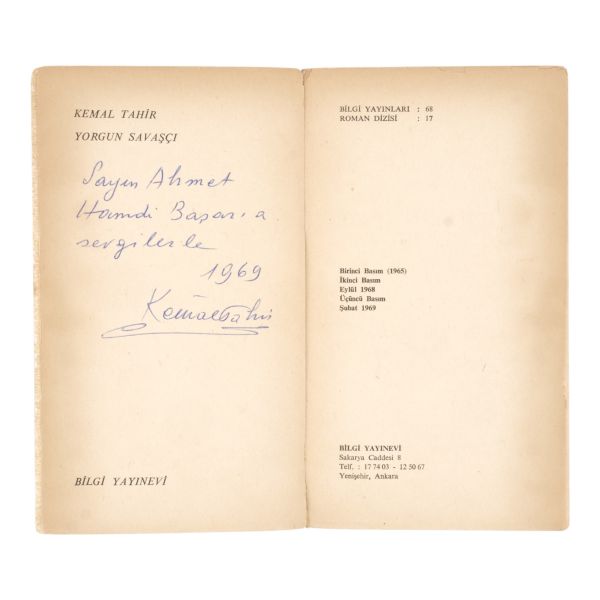 KEMAL TAHİR
YORGUN SAVAŞÇI
Sayın Ahmet
Hamdi Başar'a
sevgilerle
1969
Kemal Tahir
BİLGİ YAYINEVİ
BİLGİ YAYINLARI : 68
ROMAN DİZİSİ : 17
Birinci Basım (1965)
İkinci Basım
Eylül 1968
Üçüncü Basım
Şubat 1969
BİLGİ YAYINEVİ
Sakarya Caddesi 8
Telf. : 17 74 03 - 12 50 67
Yenişehir, Ankara